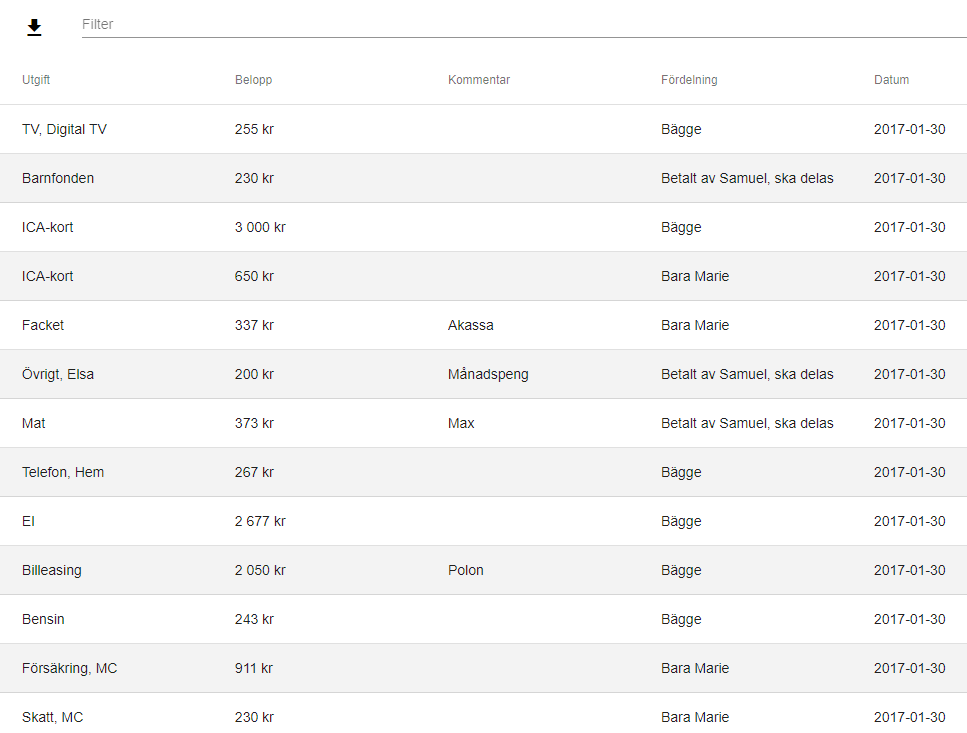 Filter
Utgift Belopp Kommentar Fördelning Datum
TV, Digital TV 255 kr Bägge 2017-01-30
Barnfonden 230 kr Betalt av Samuel, ska delas 2017-01-30
ICA-kort 3 000 kr Bägge 2017-01-30
ICA-kort 650 kr Bara Marie 2017-01-30
Facket 337 kr Akassa Bara Marie 2017-01-30
Övrigt, Elsa 200 kr Månadspeng Betalt av Samuel, ska delas 2017-01-30
Mat 373 kr Max Betalt av Samuel, ska delas 2017-01-30
Telefon, Hem 267 kr Bägge 2017-01-30
El 2 677 kr Bägge 2017-01-30
Billeasing 2 050 kr Polon Bägge 2017-01-30
Bensin 243 kr Bägge 2017-01-30
Försäkring, MC 911 kr Bara Marie 2017-01-30
Skatt, MC 230 kr Bara Marie 2017-01-30